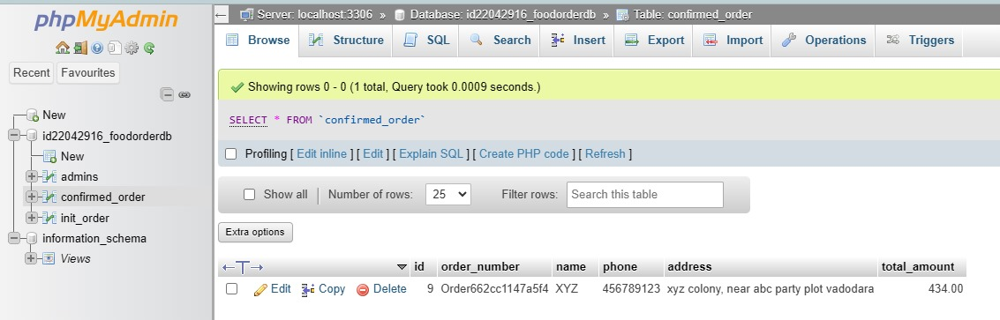 phpMyAdmin
Recent Favourites
New
id22042916_foodorderdb
New
admins
confirmed_order
init_order
information_schema
Views
Server: localhost:3306 » Database: id22042916_foodorderdb » Table: confirmed_order
Browse Structure SQL Search Insert Export Import Operations Triggers
Showing rows 0 - 0 (1 total, Query took 0.0009 seconds.)
SELECT * FROM `confirmed_order`
Profiling [ Edit inline ] [ Edit ] [ Explain SQL ] [ Create PHP code ] [ Refresh ]
Show all Number of rows: 25 Filter rows: Search this table
Extra options
id order_number name phone address total_amount
Edit Copy Delete 9 Order662cc1147a5f4 XYZ 456789123 xyz colony, near abc party plot vadodara 434.00